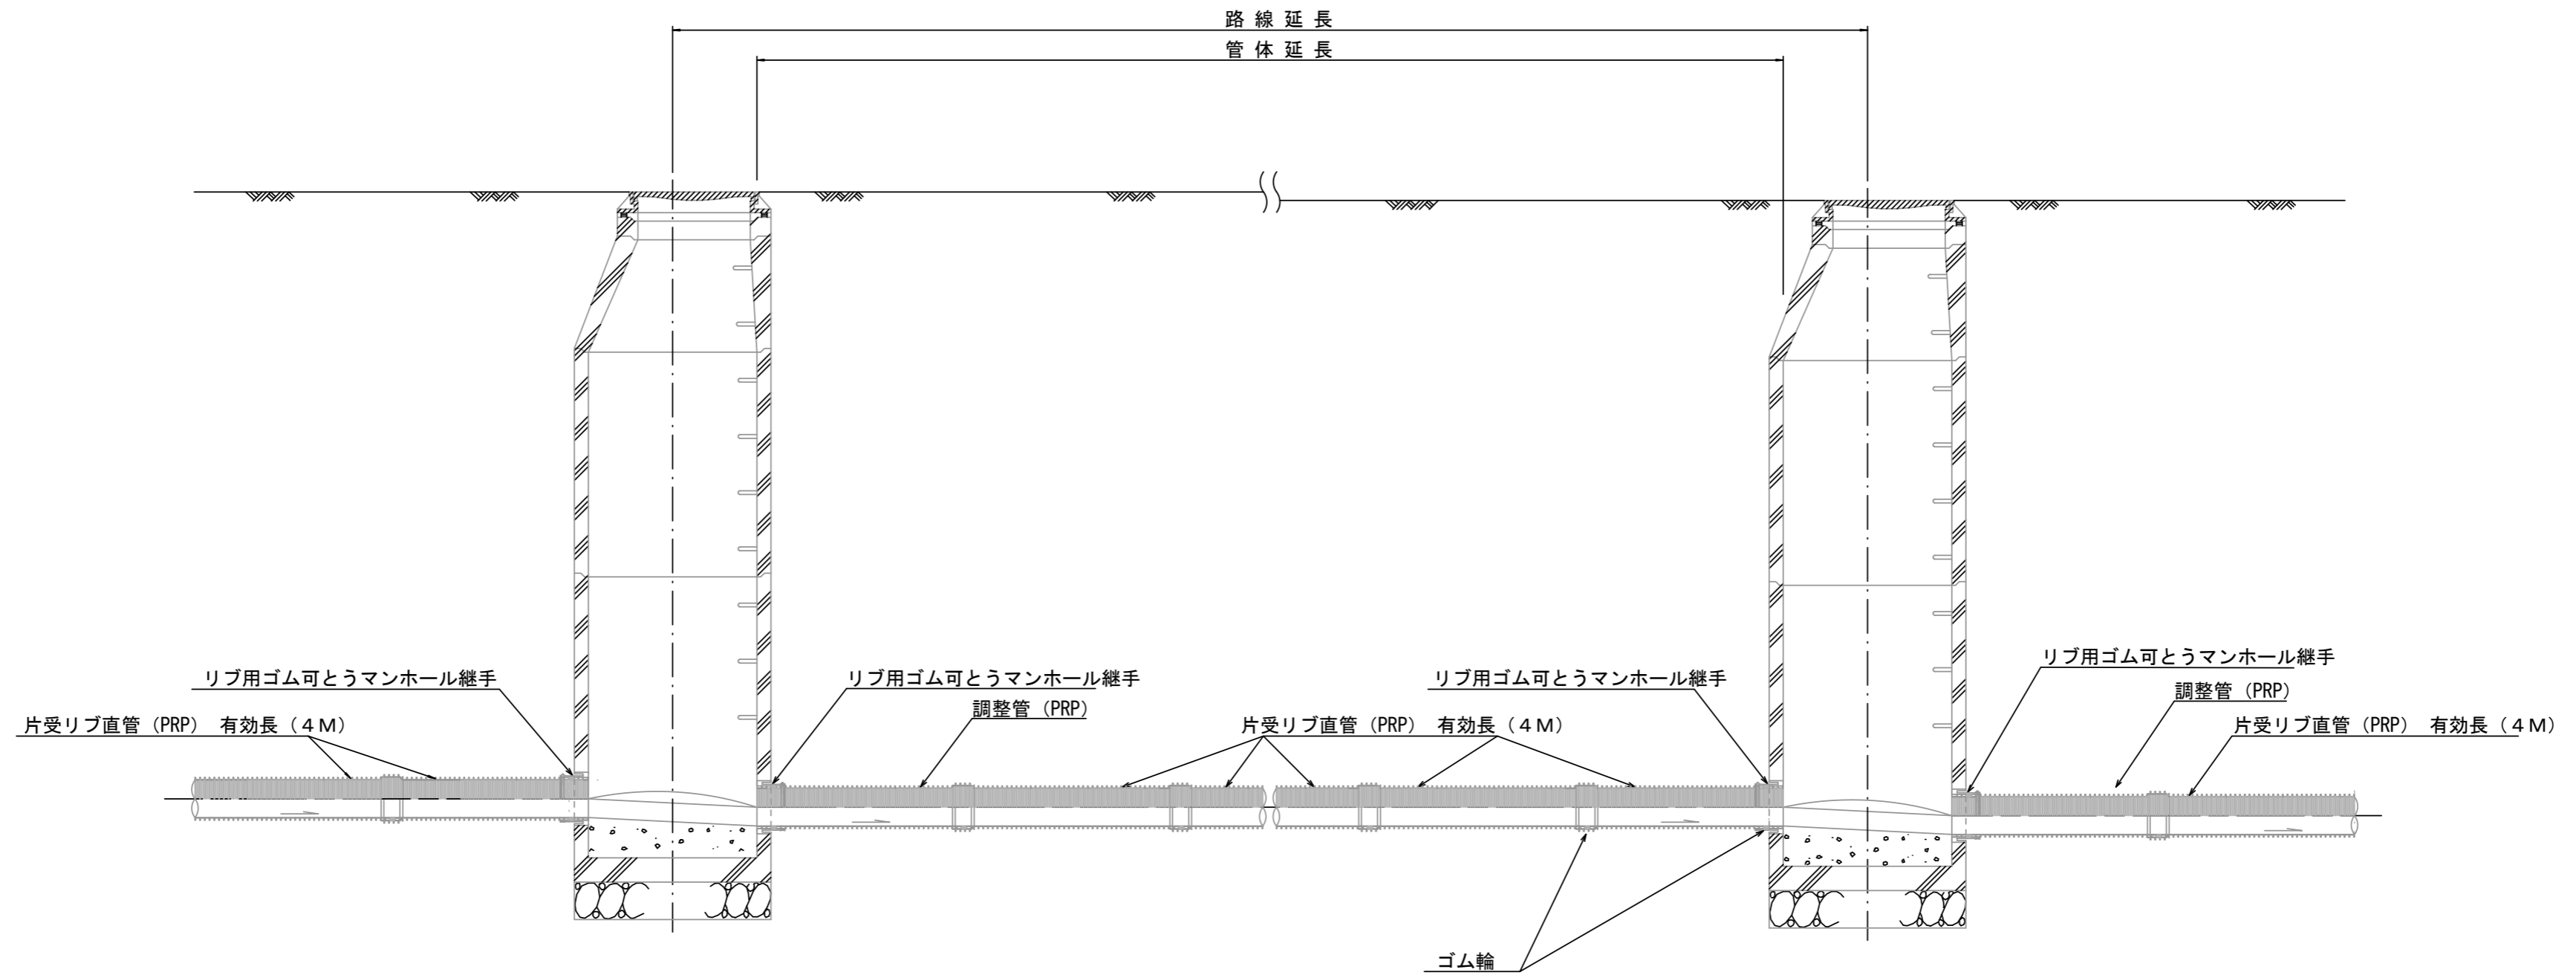 路線延長
管体延長
リブ用ゴム可とうマンホール継手
リブ用ゴム可とうマンホール継手
リブ用ゴム可とうマンホール継手
リブ用ゴム可とうマンホール継手
調整管（PRP）
調整管（PRP）
片受リブ直管（PRP） 有効長（４Ｍ）
片受リブ直管（PRP） 有効長（４Ｍ）
片受リブ直管（PRP） 有効長（４Ｍ）
ゴム輪